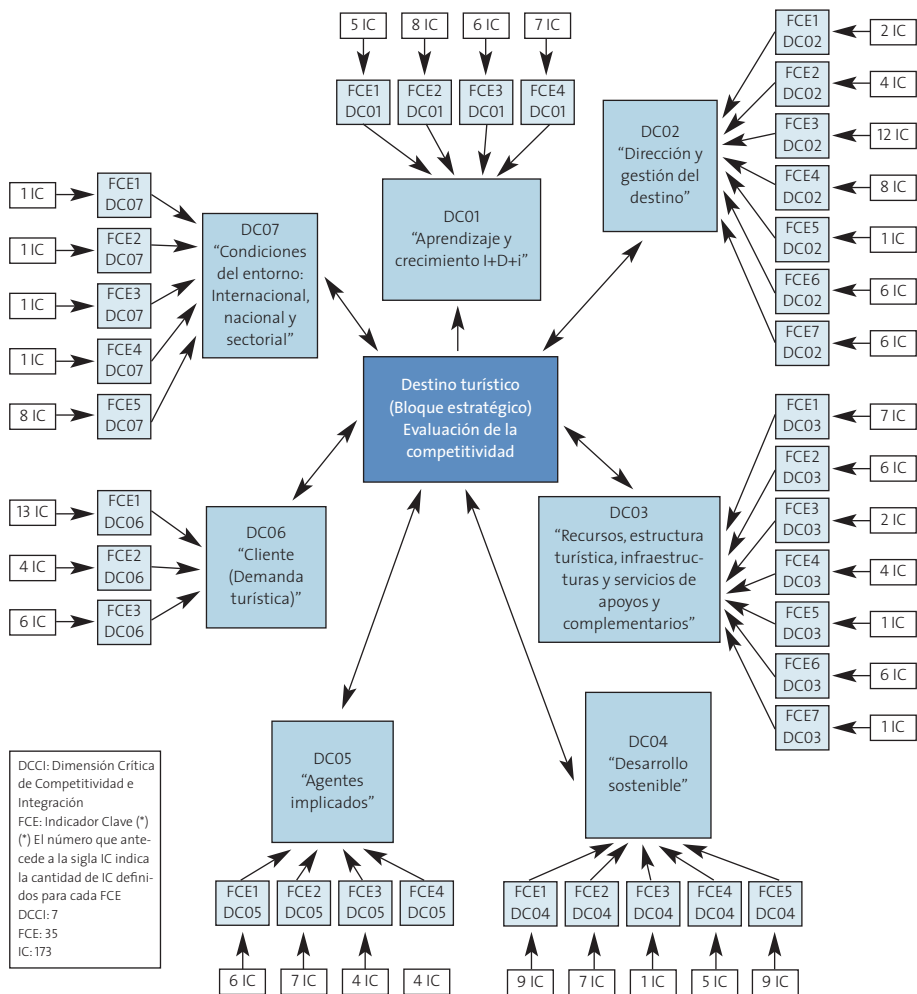 5 IC
8 IC
6 IC
7 IC
FCE1
DC01
FCE2
DC01
FCE3
DC01
FCE4
DC01
DC01
“Aprendizaje y
crecimiento I+D+i”
DC02
“Dirección y
gestión del
destino”
FCE1
DC02
2 IC
FCE2
DC02
4 IC
FCE3
DC02
12 IC
FCE4
DC02
8 IC
FCE5
DC02
1 IC
FCE6
DC02
6 IC
FCE7
DC02
6 IC
1 IC
FCE1
DC07
1 IC
FCE2
DC07
1 IC
FCE3
DC07
1 IC
FCE4
DC07
8 IC
FCE5
DC07
DC07
“Condiciones
del entorno:
Internacional,
nacional y
sectorial”
Destino turístico
(Bloque estratégico)
Evaluación de la
competitividad
DC03
“Recursos, estructura
turística, infraestruc-
turas y servicios de
apoyos y
complementarios”
FCE1
DC03
7 IC
FCE2
DC03
6 IC
FCE3
DC03
2 IC
FCE4
DC03
4 IC
FCE5
DC03
1 IC
FCE6
DC03
6 IC
FCE7
DC03
1 IC
13 IC
FCE1
DC06
4 IC
FCE2
DC06
6 IC
FCE3
DC06
DC06
“Cliente
(Demanda
turística)”
DC05
“Agentes
implicados”
FCE1
DC05
FCE2
DC05
FCE3
DC05
FCE4
DC05
6 IC
7 IC
4 IC
4 IC
DC04
“Desarrollo
sostenible”
FCE1
DC04
FCE2
DC04
FCE3
DC04
FCE4
DC04
FCE5
DC04
9 IC
7 IC
1 IC
5 IC
9 IC
DCCI: Dimensión Crítica
de Competitividad e
Integración
FCE: Indicador Clave (*)
(*) El número que ante-
cede a la sigla IC indica
la cantidad de IC defini-
dos para cada FCE
DCCI: 7
FCE: 35
IC: 173